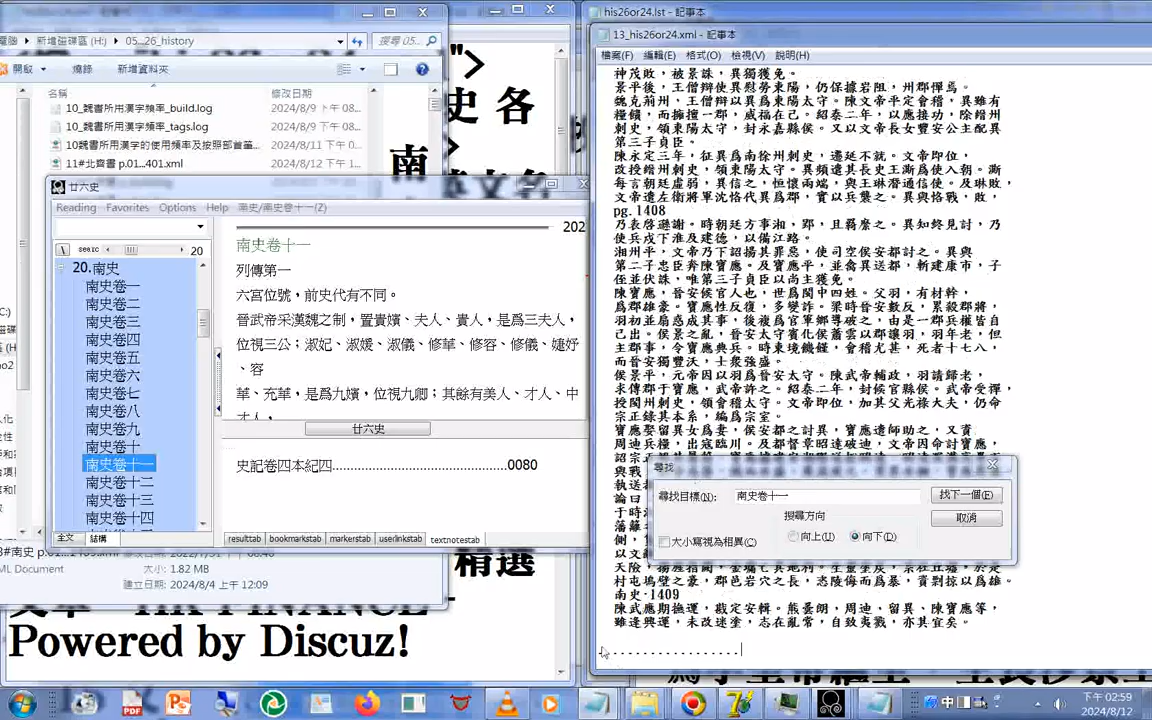 his26or24.lst - 記事本
13_his26or24.xml - 記事本
檔案(F) 編輯(E) 格式(O) 檢視(V) 說明(H)
新增磁碟區 (H:) ▸ 05..._26_history
搜尋 05...
開啟 燒錄 新增資料夾
名稱 修改日期
10_魏書所用漢字頻率_build.log 2024/8/9 下午 08...
10_魏書所用漢字頻率_tags.log 2024/8/9 下午 08...
10魏書所用漢字的使用頻率及按照部首筆... 2024/8/11 下午 0...
11#北齊書 p.01...401.xml 2024/8/12 下午 1...
">
史 各
南
廿六史
Reading Favorites Options Help 南史/南史卷十一(Z)
searc 20
20.南史
南史卷一
南史卷二
南史卷三
南史卷四
南史卷五
南史卷六
南史卷七
南史卷八
南史卷九
南史卷十
南史卷十一
南史卷十二
南史卷十三
南史卷十四
全文 結構
202
南史卷十一
列傳第一
六宮位號，前史代有不同。
晉武帝采漢魏之制，置貴嬪、夫人、貴人，是爲三夫人，
位視三公；淑妃、淑媛、淑儀、修華、修容、修儀、婕妤
、容
華、充華，是爲九嬪，位視九卿；其餘有美人、才人、中
才人，
廿六史
史記卷四本紀四..................................................0080
resulttab bookmarkstab markerstab userlinkstab textnotestab
大小: 1.82 MB
建立日期: 2024/8/4 上午 12:09
精選
Powered by Discuz!
神茂敗，被景誅，異獨獲免。
景平後，王僧辯使異慰勞東陽，仍保據岩阻，州郡憚焉。
魏克荊州，王僧辯以異爲東陽太守。陳文帝平定會稽，異雖有
糧饋，而擁擅一郡，威福在己。紹泰二年，以應接功，除縉州
刺史，領東陽太守，封永嘉縣侯。又以文帝長女豐安公主配異
第三子貞臣。
陳永定三年，征異爲南徐州刺史，遷延不就。文帝即位，
改授縉州刺史，領東陽太守。異頻遣其長史王澌爲使入朝。澌
每言朝廷虛弱，異信之，恒懷兩端，與王琳潛通信使。及琳敗，
文帝遣左衛將軍沈恪代異爲郡，實以兵襲之。異與恪戰，敗，
pg.1408
乃表啓遜謝。時朝廷方事湘，郢，且羈縻之。異知終見討，乃
使兵戍下淮及建德，以備江路。
湘州平，文帝乃下詔揚其罪惡，使司空侯安都討之。異與
第二子忠臣奔陳寶應。及寶應平，並禽異送都，斬建康市，子
侄並伏誅，唯第三子貞臣以尚主獲免。
陳寶應，晉安候官人也，世爲閩中四姓。父羽，有材幹，
爲郡雄豪。寶應性反復，多變詐。梁時晉安數反，累殺郡將，
羽初並扇惑成其事，後複爲官軍鄉導破之，由是一郡兵權皆自
己出。侯景之亂，晉安太守賓化侯蕭雲以郡讓羽，羽年老，但
主郡事，令寶應典兵。時東境饑饉，會稽尤甚，死者十七八，
而晉安獨豐沃，士衆強盛。
侯景平，元帝因以羽爲晉安太守。陳武帝輔政，羽請歸老，
求傳郡于寶應，武帝許之。紹泰二年，封候官縣侯。武帝受禪，
授閩州刺史，領會稽太守。文帝即位，加其父光祿大夫，仍命
宗正錄其本系，編爲宗室。
寶應娶留異女爲妻，侯安都之討異，寶應遣師助之，又資
周迪兵糧，出寇臨川。及都督章昭達破迪，文帝因命討寶應，
尋找
尋找目標(N): 南史卷十一 找下一個(F)
搜尋方向 取消
大小寫視為相異(C) 向上(U) 向下(D)
村屯塢壁之豪，郡邑岩穴之長，恣陵侮而爲暴，資剽掠以爲雄。
南史·1409
陳武應期撫運，戡定安輯。熊曇朗，周迪，留異、陳寶應等，
雖逢興運，未改迷塗，志在亂常，自致夷戮，亦其宜矣。
..................
下午 02:59
2024/8/12